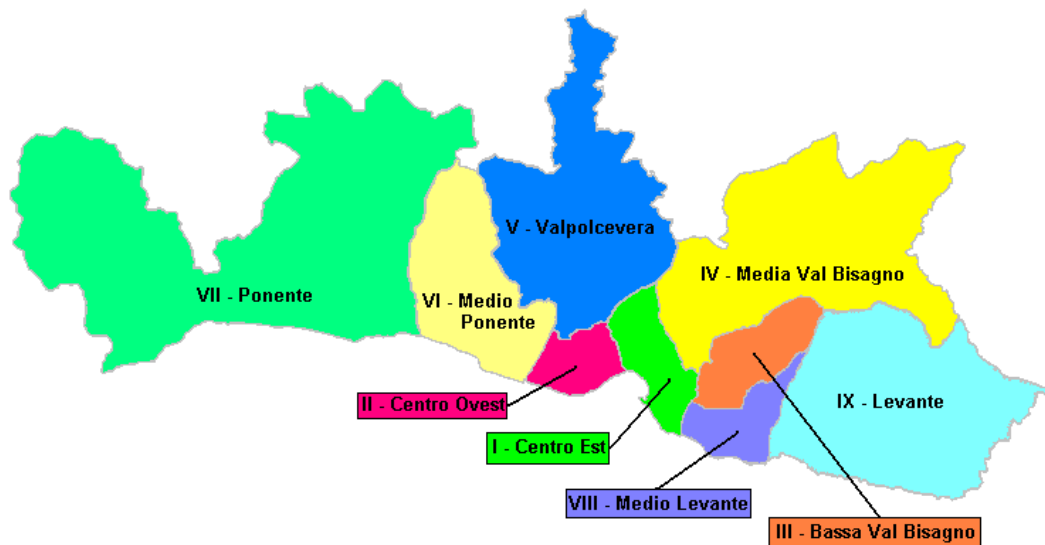 V - Valpolcevera
IV - Media Val Bisagno
VII - Ponente
VI - Medio
Ponente
II - Centro Ovest
IX - Levante
I - Centro Est
VIII - Medio Levante
III - Bassa Val Bisagno